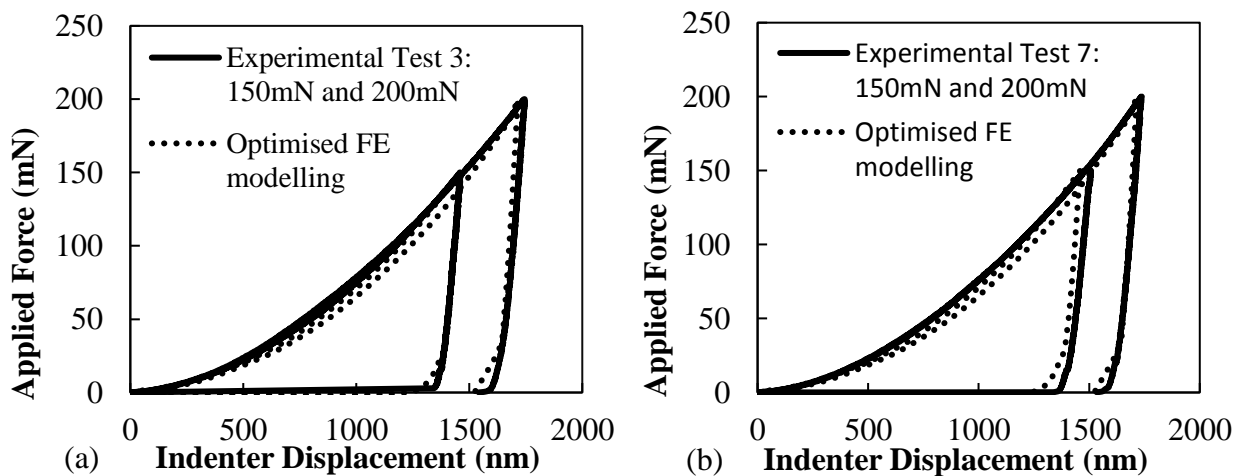 250
200
150
100
50
0
Applied Force (mN)
Experimental Test 3:
150mN and 200mN
Optimised FE
modelling
0 500 1000 1500 2000
(a) Indenter Displacement (nm)
250
200
150
100
50
0
Applied Force (mN)
Experimental Test 7:
150mN and 200mN
Optimised FE
modelling
0 500 1000 1500 2000
(b) Indenter Displacement (nm)